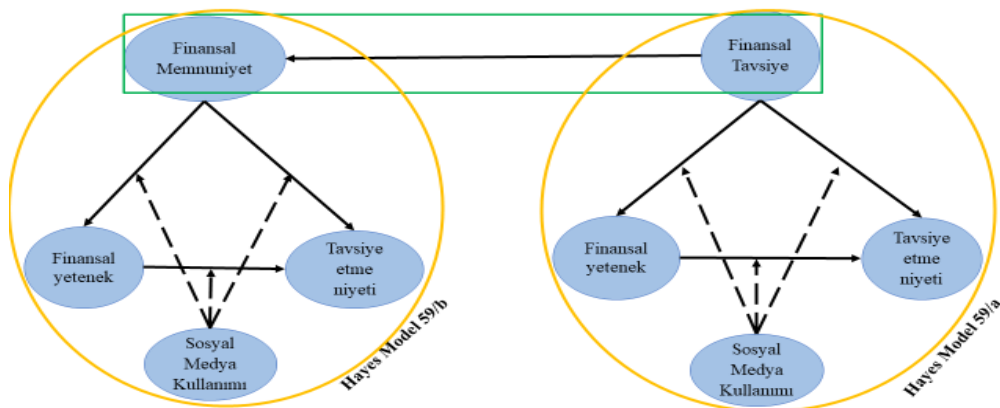 Finansal
Memnuniyet
Finansal
Tavsiye
Finansal
yetenek
Tavsiye
etme
niyeti
Sosyal
Medya
Kullanımı
Hayes Model 59/b
Finansal
yetenek
Tavsiye
etme
niyeti
Sosyal
Medya
Kullanımı
Hayes Model 59/a